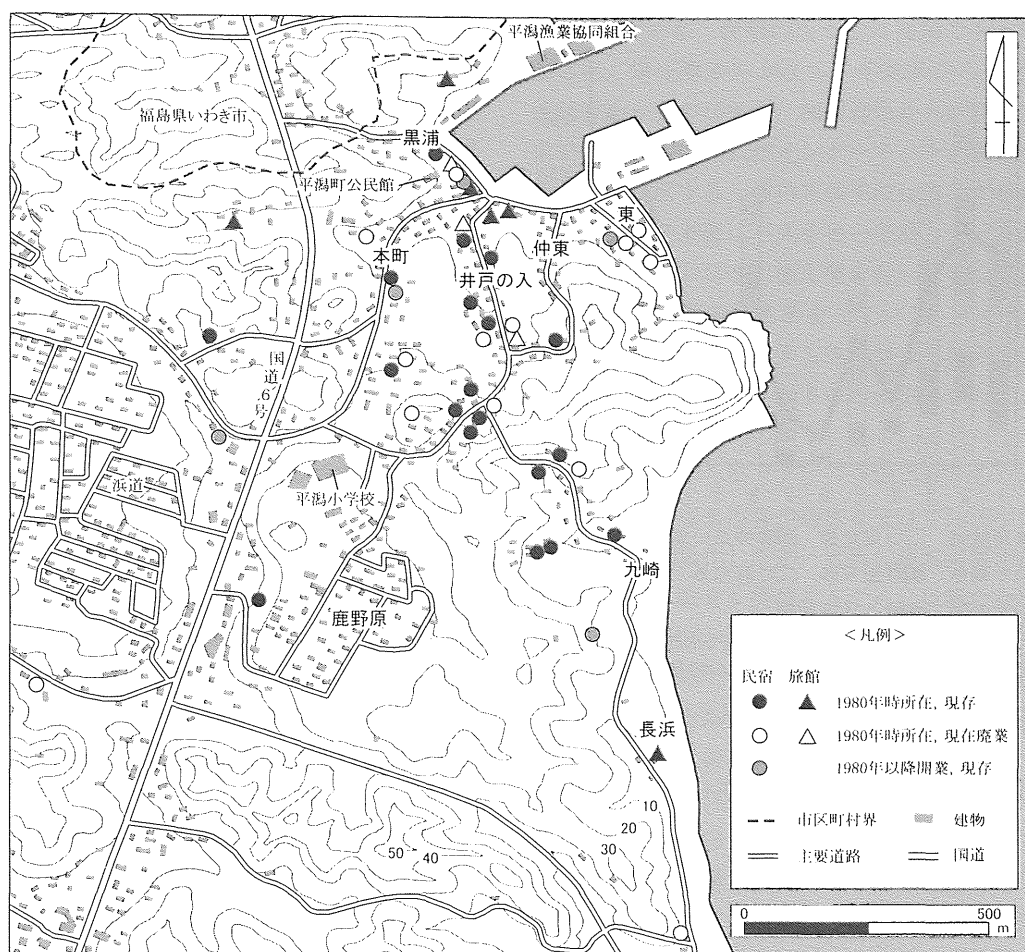 平潟漁業協同組合
福島県いわき市
黒浦
平潟町公民館
東
本町
仲東
井戸の入
国道6号
浜道
平潟小学校
九崎
鹿野原
長浜
10
20
30
50
40
<凡例>
民宿 旅館
1980年時所在, 現存
1980年時所在, 現在廃業
1980年以降開業, 現存
市区町村界
建物
主要道路
国道
0
500
m